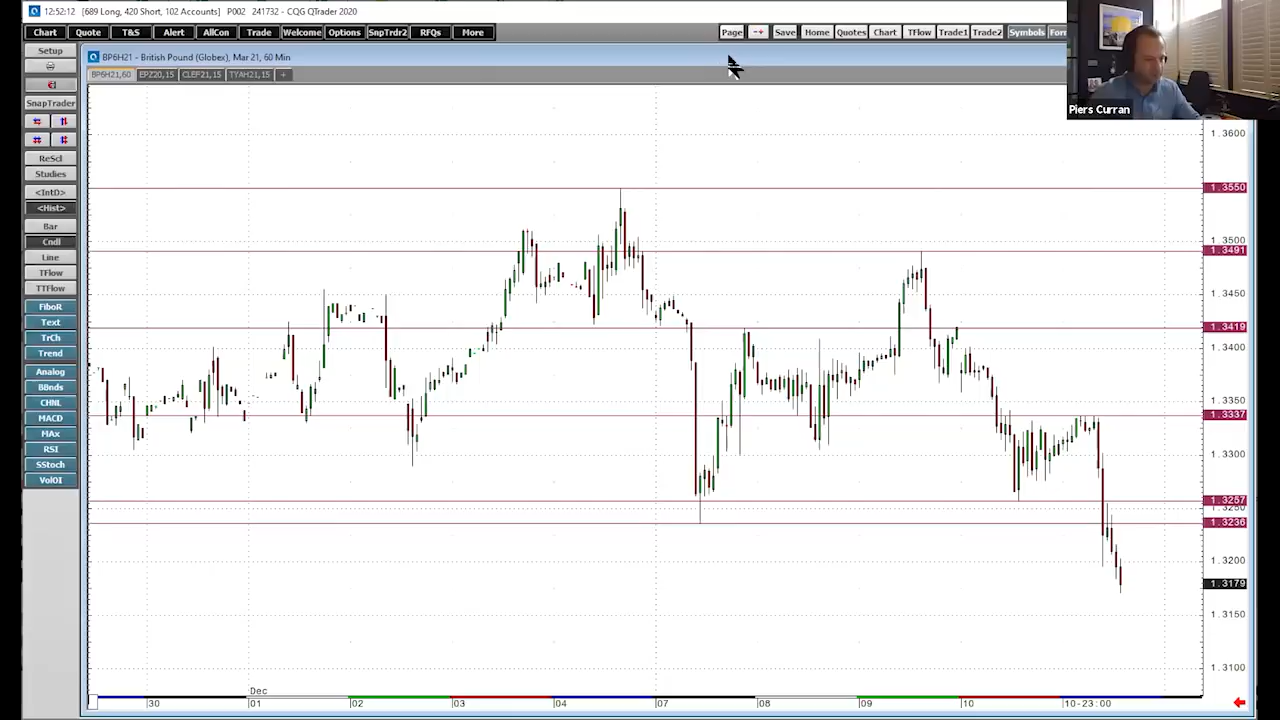 12:52:12 [689 Long, 420 Short, 102 Accounts] P002 241732 - CQG QTrader 2020
Chart Quote T&S Alert AllCon Trade Welcome Options SnpTrdr2 RFQs More Page Save Home Quotes Chart TFlow Trade1 Trade2 Symbols Form
Setup
BP6H21 - British Pound (Globex), Mar 21, 60 Min
BP6H21,60 EPZ20,15 CLEF21,15 TYAH21,15 +
Piers Curran
SnapTrader
ReScl
Studies
<IntD>
<Hist>
Bar
Cndl
Line
TFlow
TTFlow
FiboR
Text
TrCh
Trend
Analog
BBnds
CHNL
MACD
MAx
RSI
SStoch
VolOI
1.3600
1.3550
1.3500
1.3491
1.3450
1.3419
1.3400
1.3350
1.3337
1.3300
1.3257
1.3250
1.3236
1.3200
1.3179
1.3150
1.3100
Dec
30 01 02 03 04 07 08 09 10 10-23:00